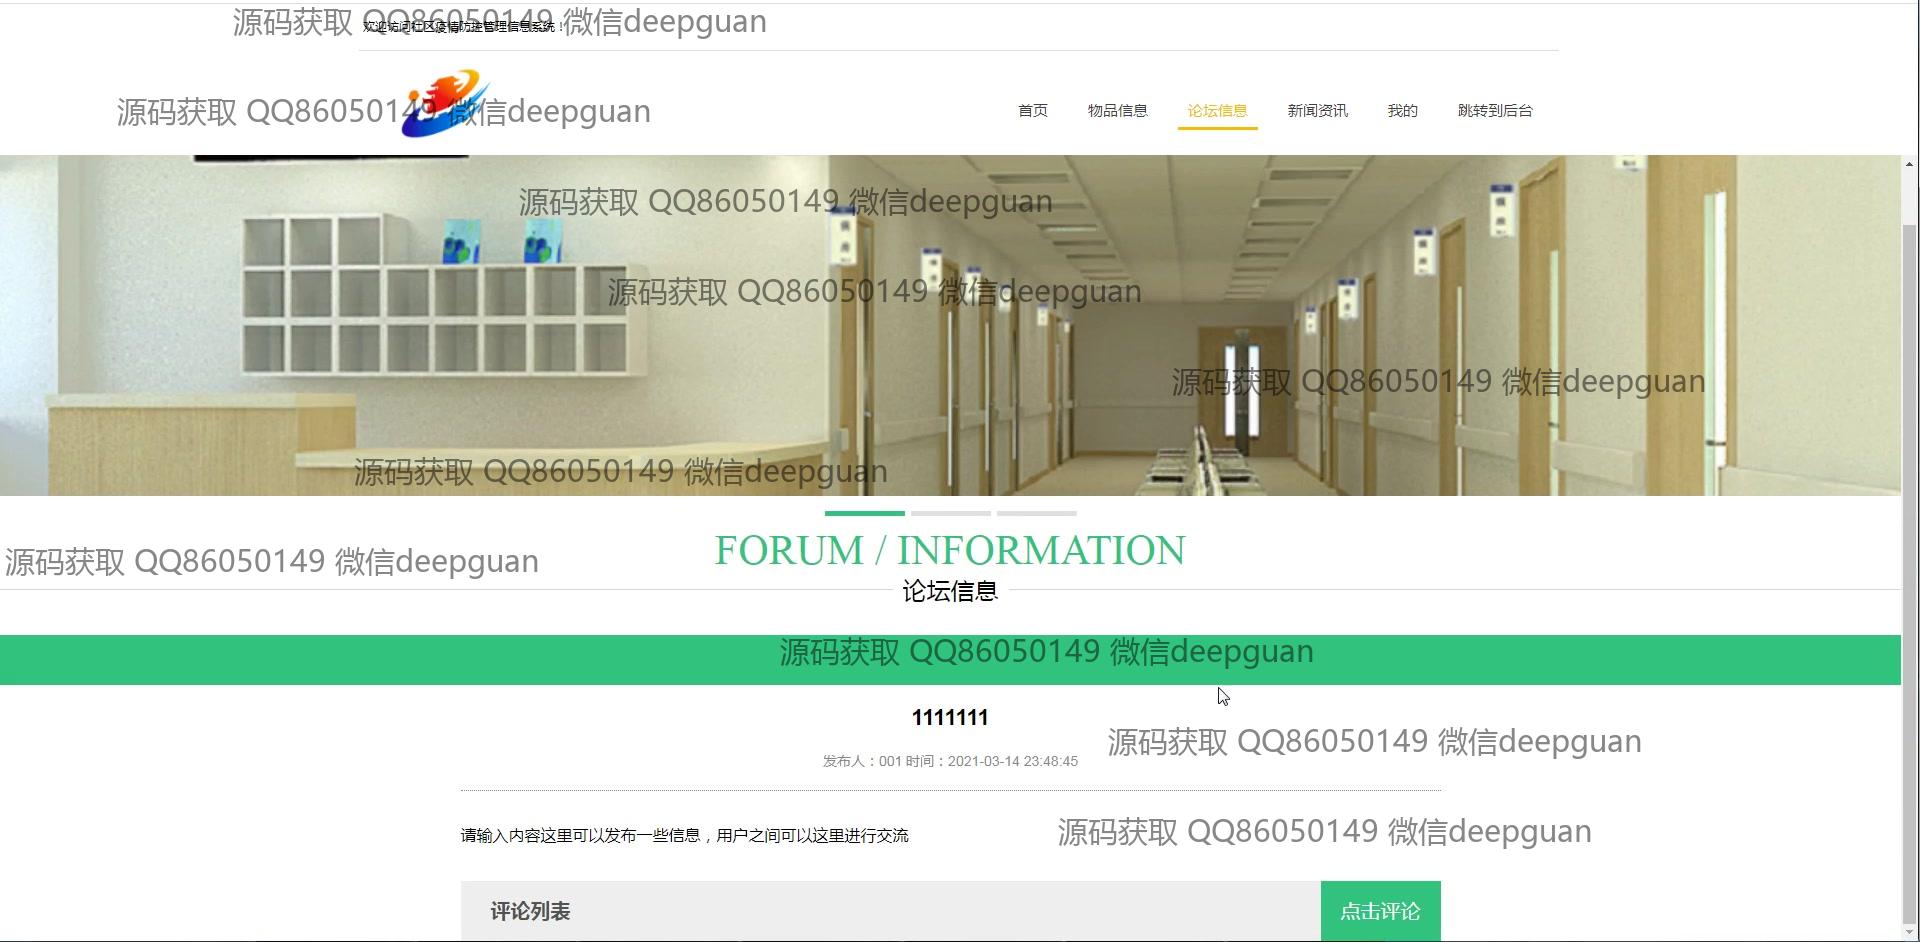 源码获取 QQ86050149 微信deepguan
欢迎访问社区疫情防控管理信息系统！
源码获取 QQ86050149 微信deepguan
首页 物品信息 论坛信息 新闻资讯 我的 跳转到后台
源码获取 QQ86050149 微信deepguan
源码获取 QQ86050149 微信deepguan
源码获取 QQ86050149 微信deepguan
源码获取 QQ86050149 微信deepguan
FORUM / INFORMATION
源码获取 QQ86050149 微信deepguan
论坛信息
源码获取 QQ86050149 微信deepguan
1111111
源码获取 QQ86050149 微信deepguan
发布人：001 时间：2021-03-14 23:48:45
请输入内容这里可以发布一些信息，用户之间可以这里进行交流
源码获取 QQ86050149 微信deepguan
评论列表 点击评论